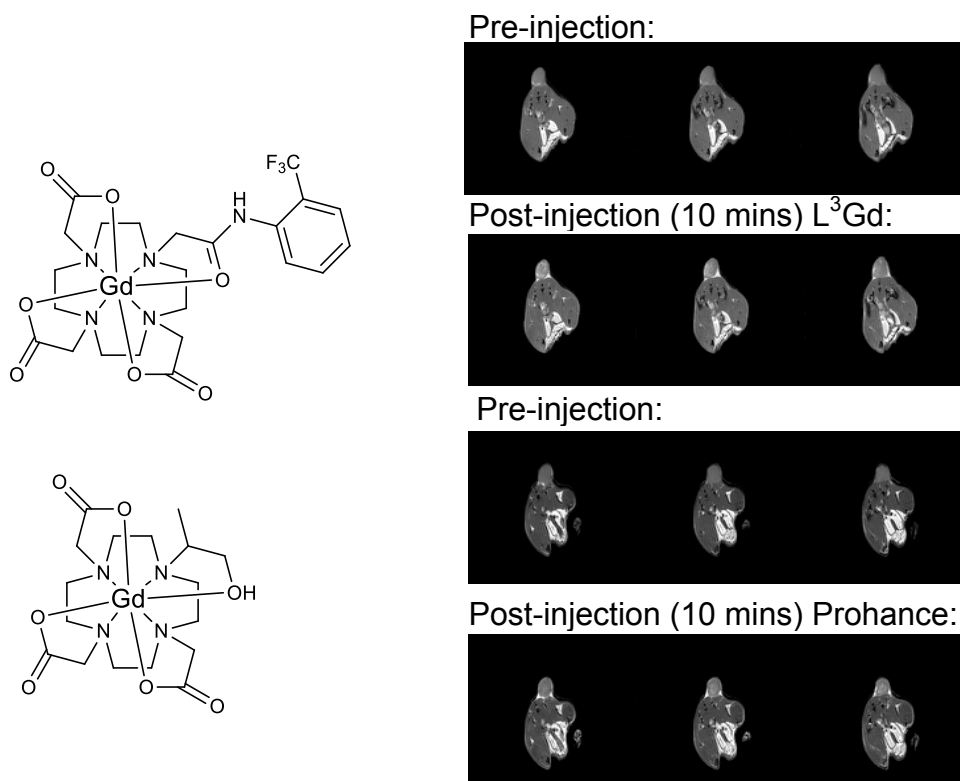 Pre-injection:
Post-injection (10 mins) L³Gd:
Pre-injection:
Post-injection (10 mins) Prohance:
O
O
F₃C
H
N
N
N
Gd
O
O
N
N
O
O
O
O
O
N
N
Gd
OH
O
N
N
O
O
O